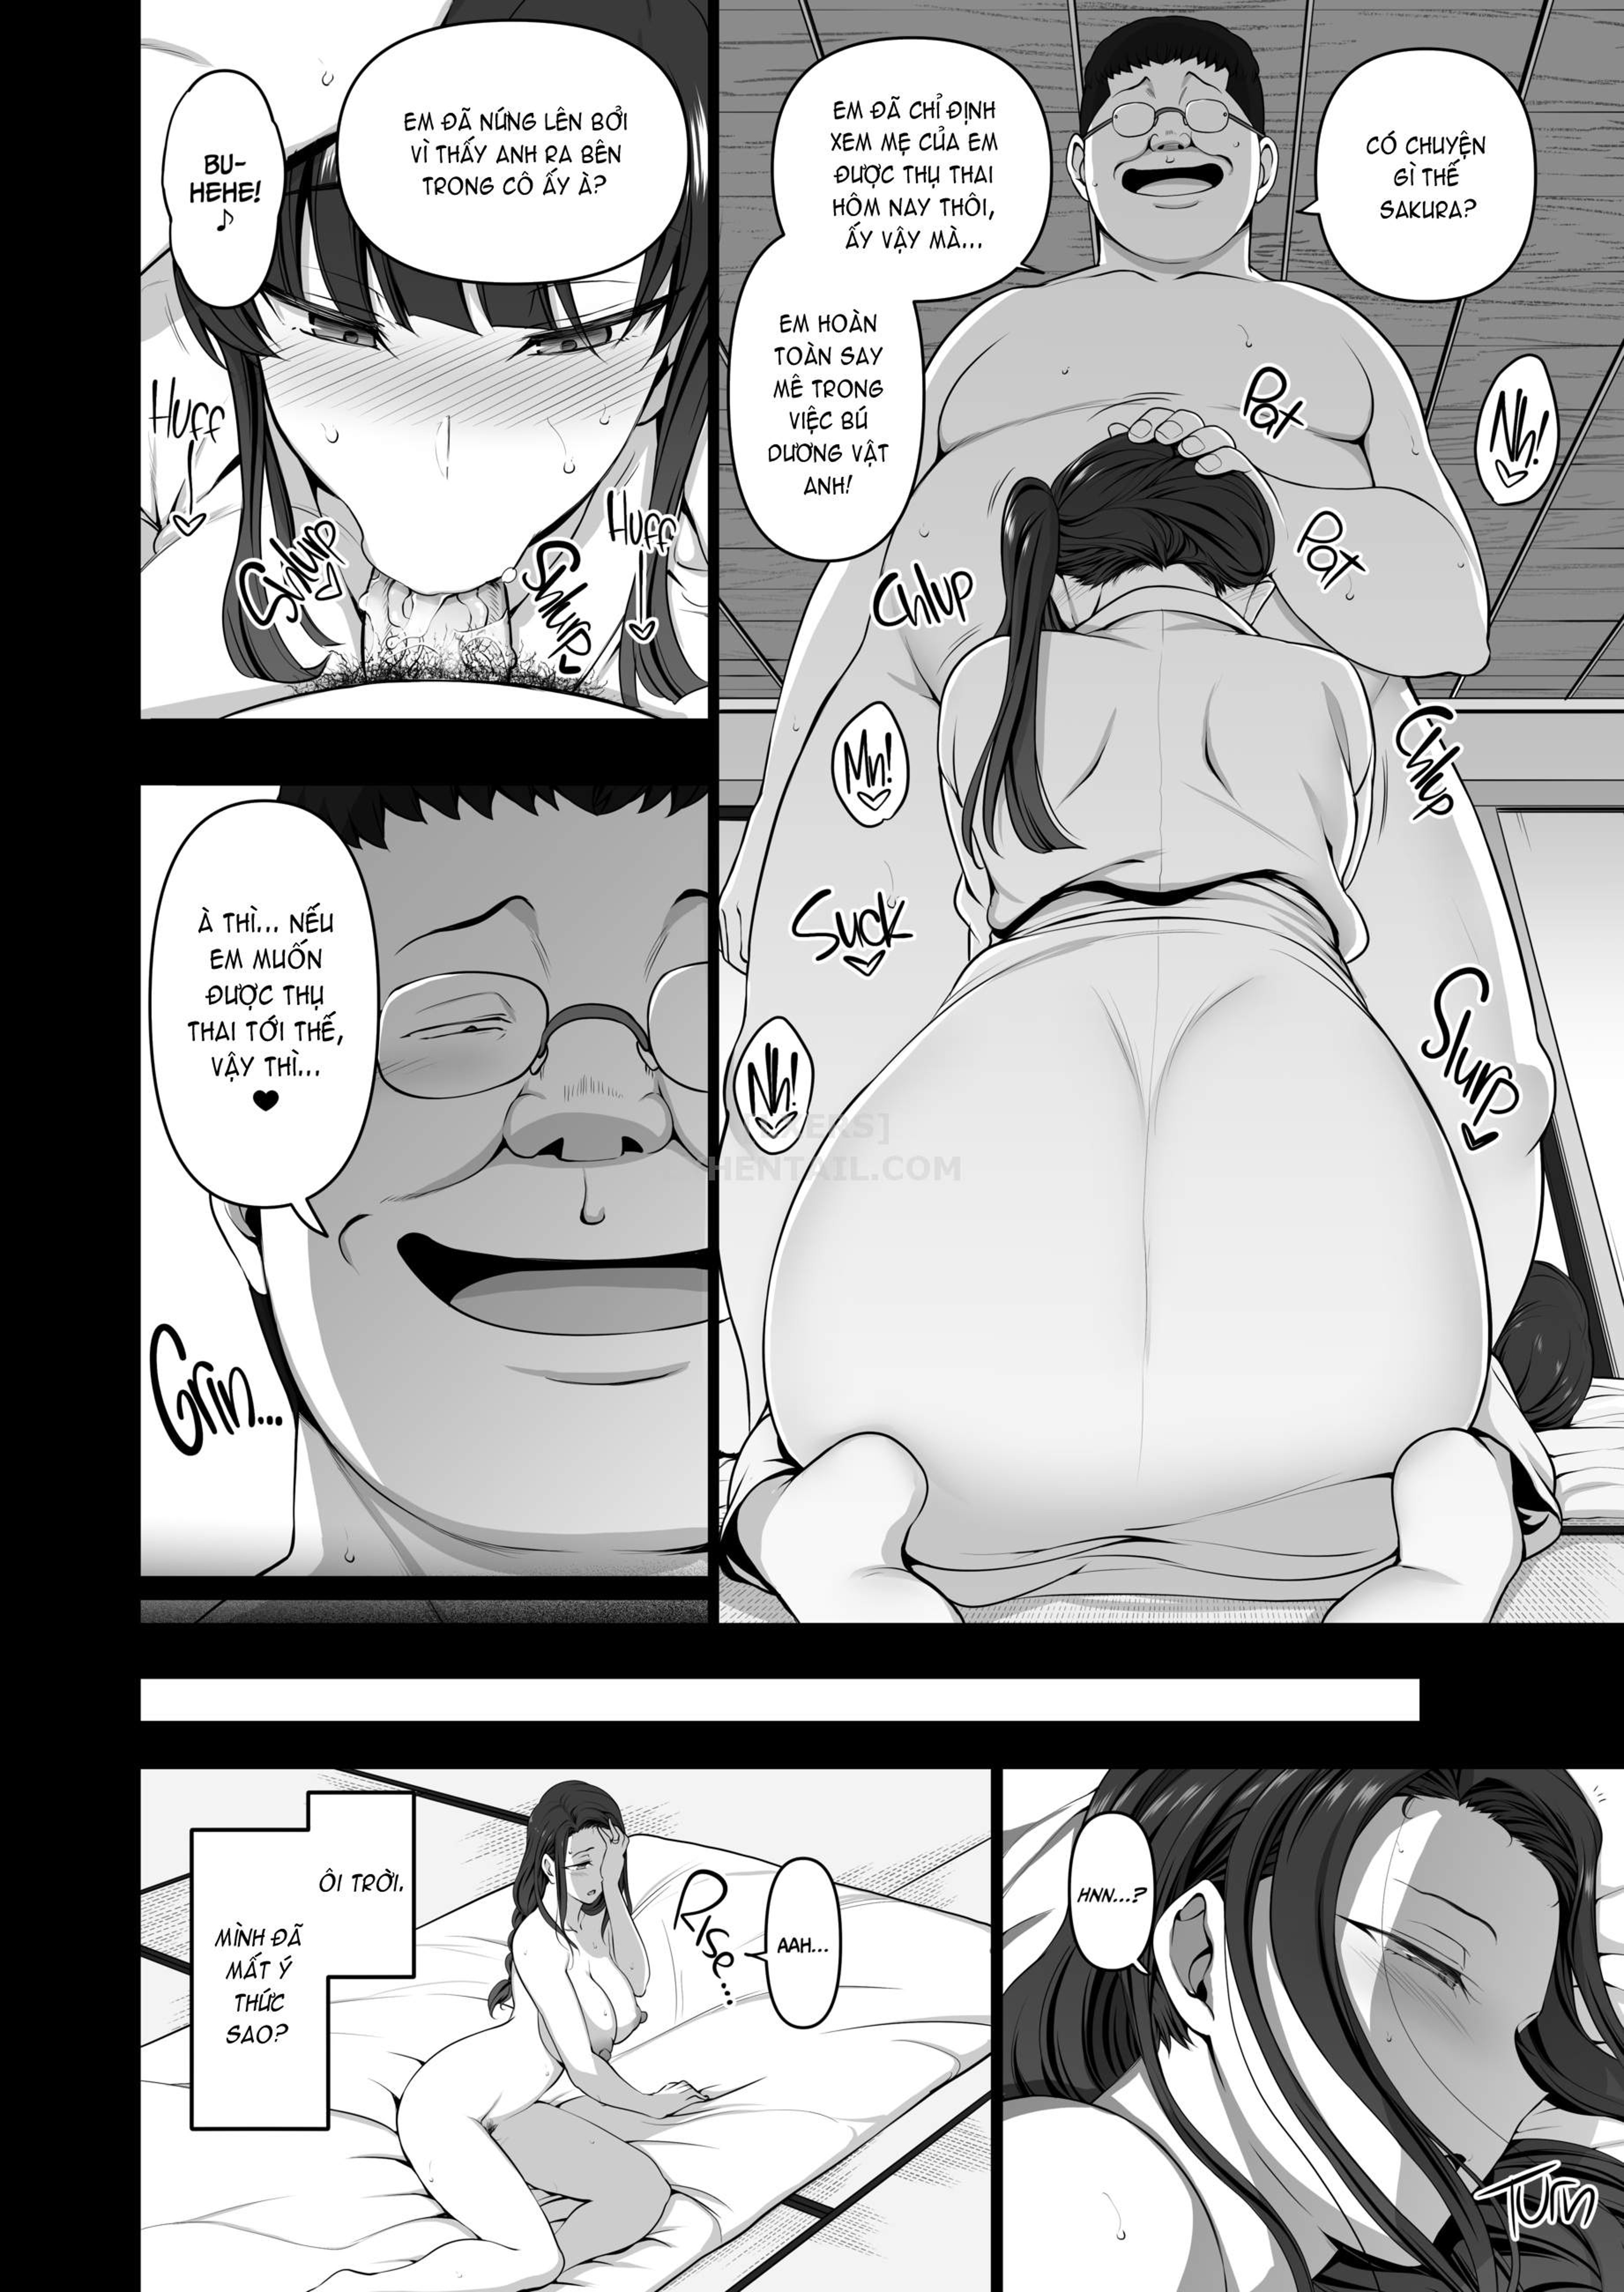 CÓ CHUYỆN
GÌ THẾ
SAKURA?
EM ĐÃ CHỈ ĐỊNH
XEM MẸ CỦA EM
ĐƯỢC THỤ THAI
HÔM NAY THÔI,
ẤY VẬY MÀ...
EM HOÀN
TOÀN SAY
MÊ TRONG
VIỆC BÚ
DƯƠNG VẬT
ANH!
Pat
Nh!
Pat
Chlup
Chlup
Mn!
Suck
Slurp
Nh!
EM ĐÃ NỨNG LÊN BỞI
VÌ THẤY ANH RA BÊN
TRONG CÔ ẤY À?
BU-
HEHE!
♪
Huff
Huff
Shlurp
Shlurp
À THÌ... NẾU
EM MUỐN
ĐƯỢC THỤ
THAI TỚI THẾ,
VẬY THÌ...
♥
Grin...
HENTAIL.COM
HNN...?
Turn
AAH...
Rise...
ÔI TRỜI.
MÌNH ĐÃ
MẤT Ý
THỨC
SAO?